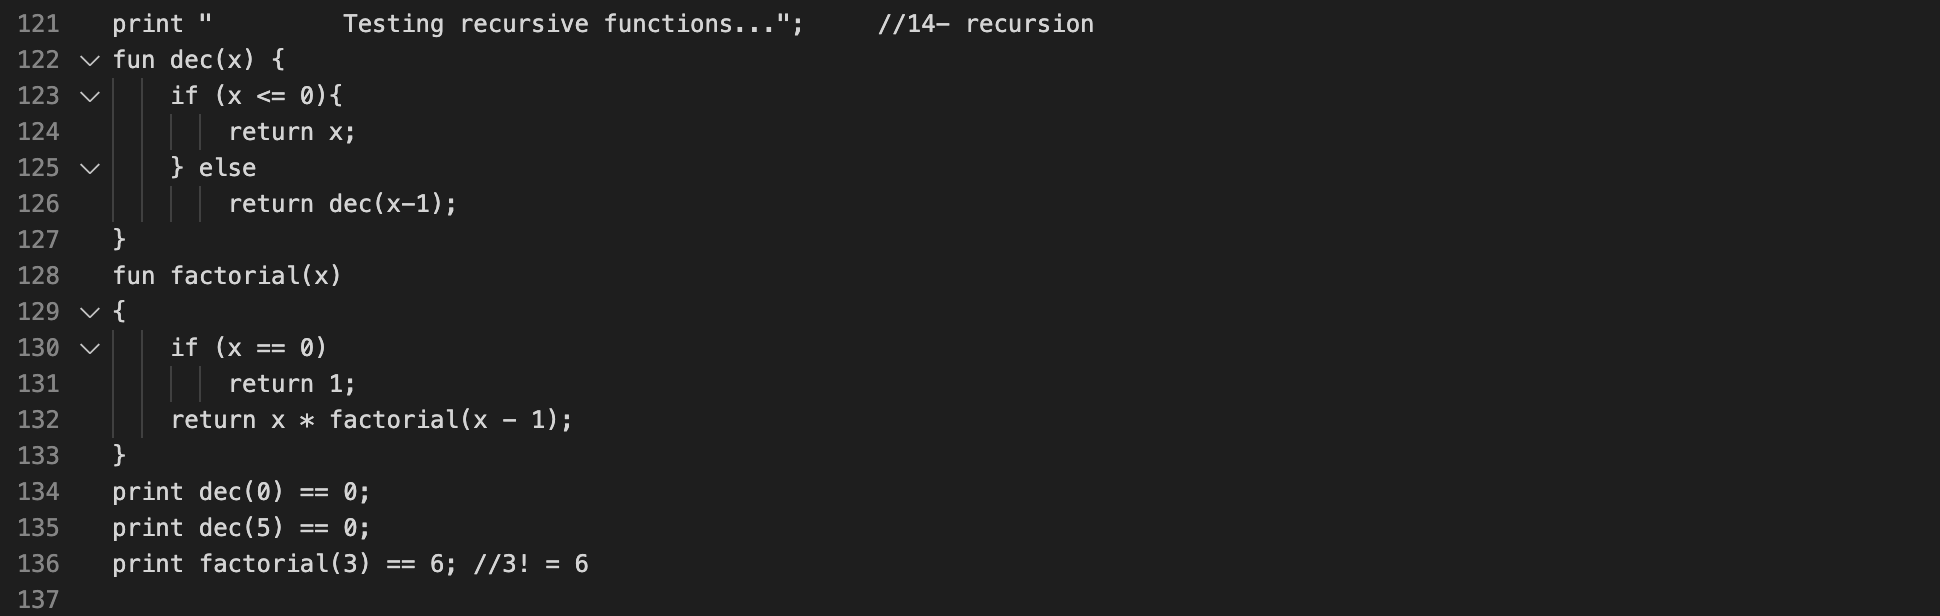 121 print "         Testing recursive functions...";     //14- recursion
122 fun dec(x) {
123     if (x <= 0){
124         return x;
125     } else
126         return dec(x-1);
127 }
128 fun factorial(x)
129 {
130     if (x == 0)
131         return 1;
132     return x * factorial(x - 1);
133 }
134 print dec(0) == 0;
135 print dec(5) == 0;
136 print factorial(3) == 6; //3! = 6
137